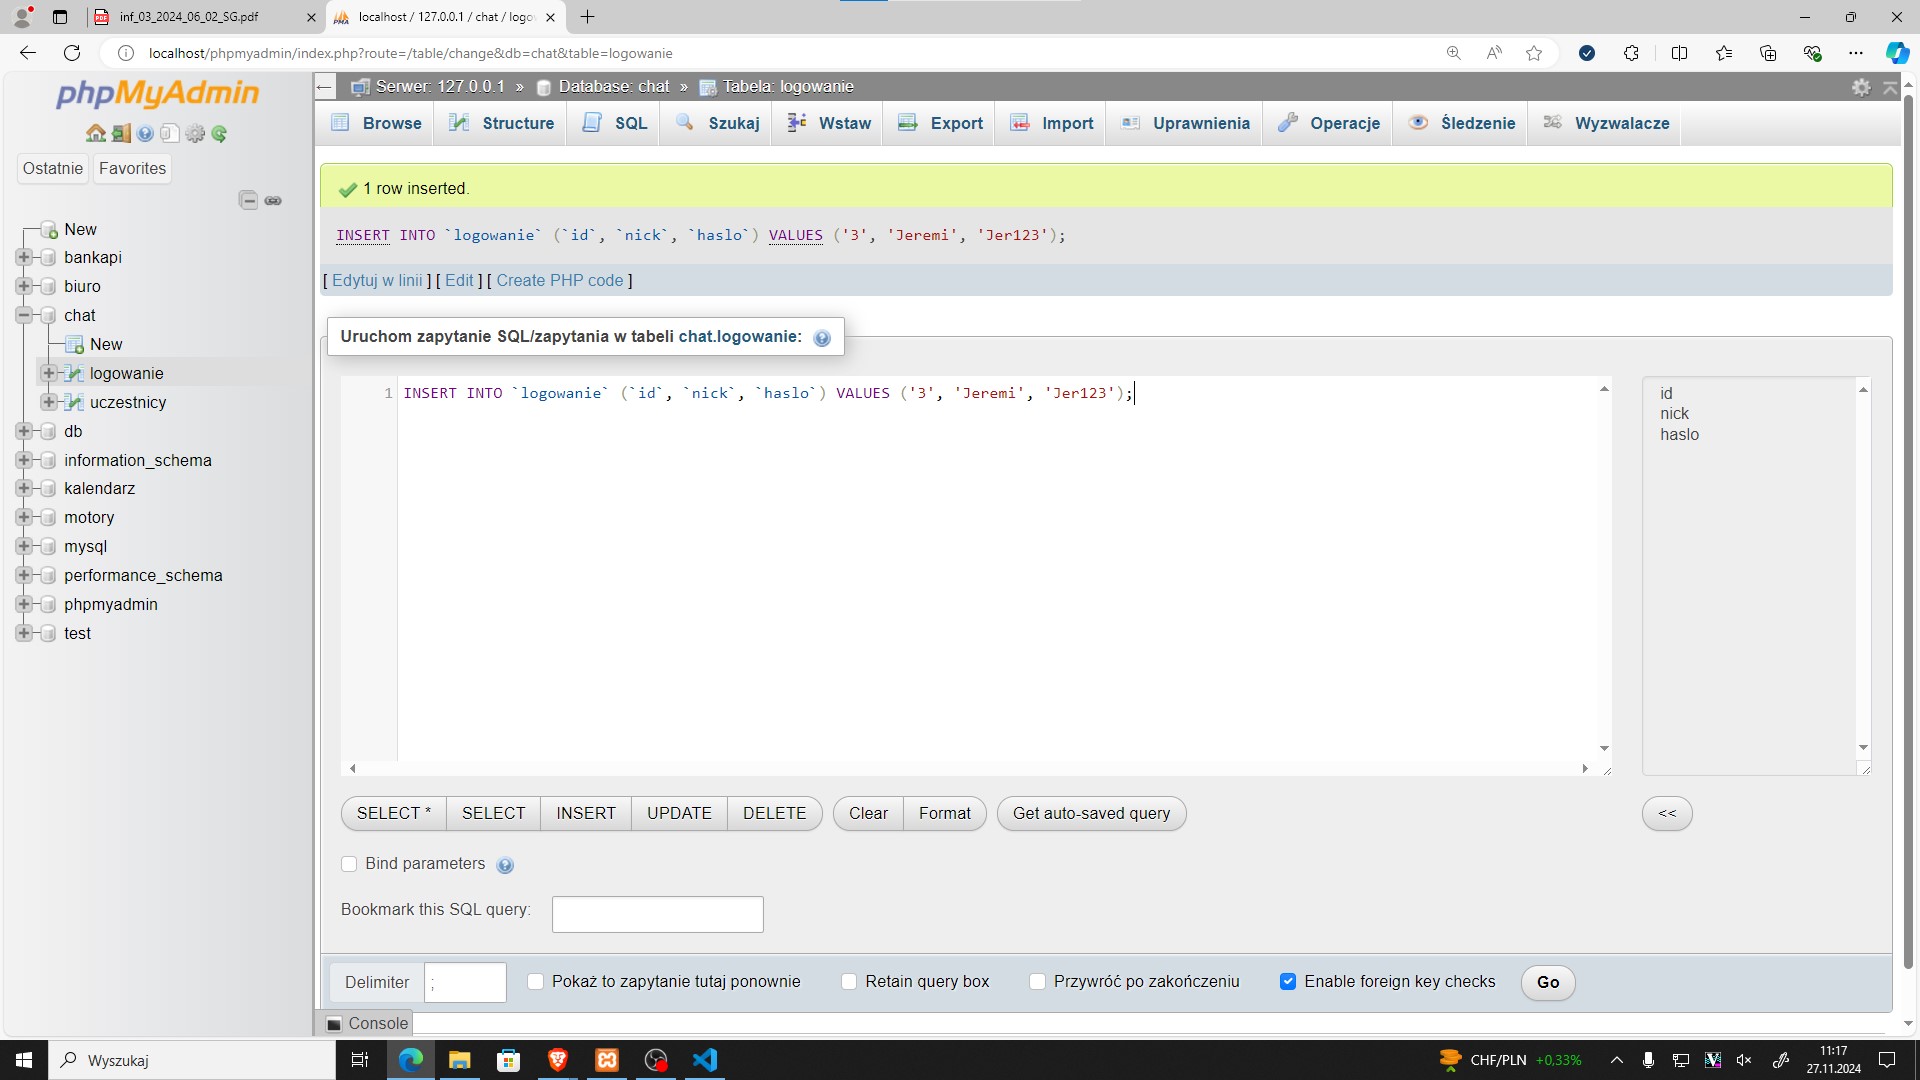 inf_03_2024_06_02_SG.pdf
localhost / 127.0.0.1 / chat / logo
localhost/phpmyadmin/index.php?route=/table/change&db=chat&table=logowanie
phpMyAdmin
Ostatnie Favorites
New
bankapi
biuro
chat
New
logowanie
uczestnicy
db
information_schema
kalendarz
motory
mysql
performance_schema
phpmyadmin
test
Serwer: 127.0.0.1 » Database: chat » Tabela: logowanie
Browse Structure SQL Szukaj Wstaw Export Import Uprawnienia Operacje Śledzenie Wyzwalacze
1 row inserted.
INSERT INTO `logowanie` (`id`, `nick`, `haslo`) VALUES ('3', 'Jeremi', 'Jer123');
[ Edytuj w linii ] [ Edit ] [ Create PHP code ]
Uruchom zapytanie SQL/zapytania w tabeli chat.logowanie:
1 INSERT INTO `logowanie` (`id`, `nick`, `haslo`) VALUES ('3', 'Jeremi', 'Jer123');
id
nick
haslo
SELECT * SELECT INSERT UPDATE DELETE Clear Format Get auto-saved query <<
Bind parameters
Bookmark this SQL query:
Delimiter ; Pokaż to zapytanie tutaj ponownie Retain query box Przywróć po zakończeniu Enable foreign key checks Go
Console
Wyszukaj
CHF/PLN +0,33%
11:17
27.11.2024